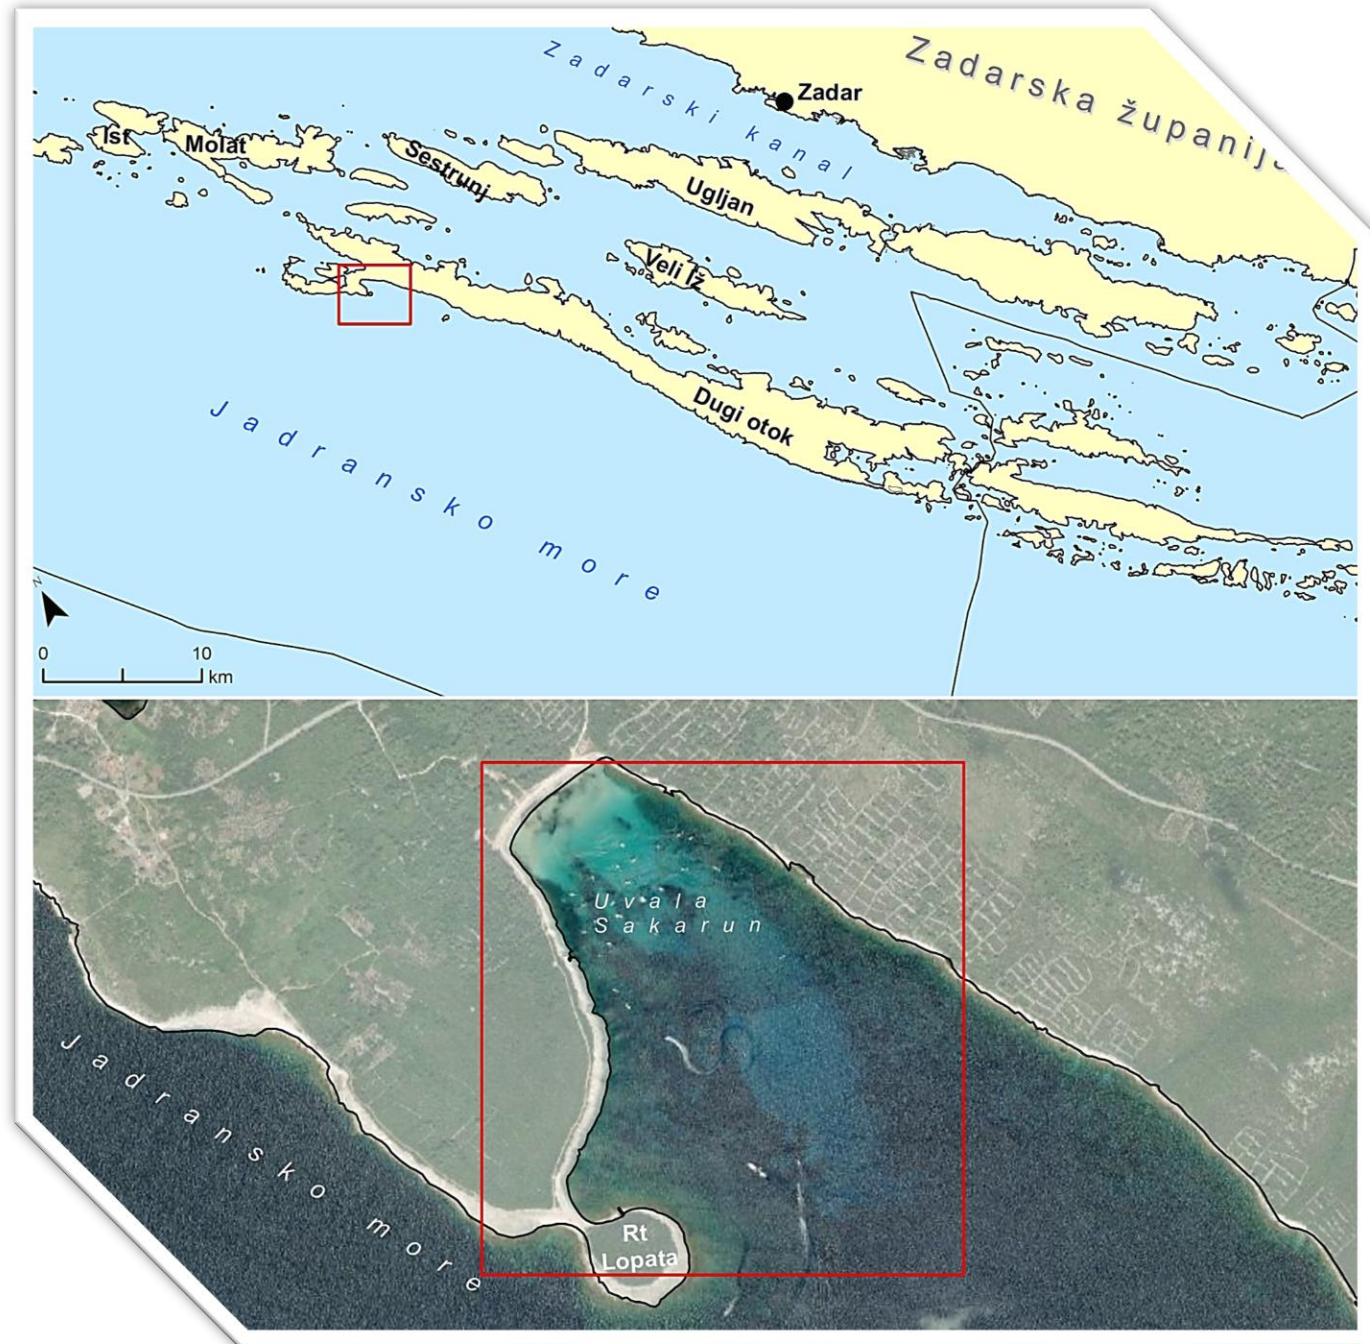 Zadarski kanal
Zadar
Zadarska županija
Ist
Molat
Sestrunj
Ugljan
Veli Iž
Dugi otok
Jadransko more
N
0 10
km
Uvala
Sakarun
Jadransko more
Rt
Lopata